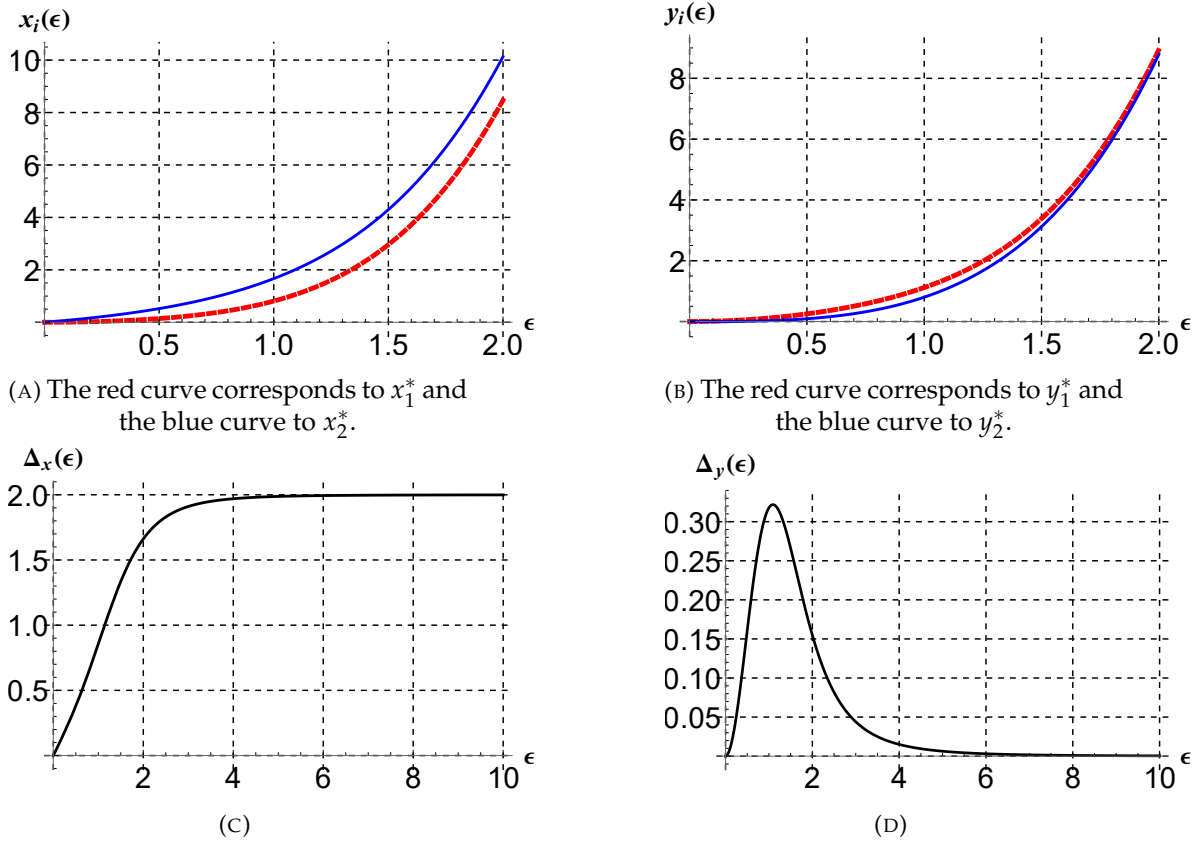 x_i(ϵ)
10
8
6
4
2
0.5 1.0 1.5 2.0 ϵ
(A) The red curve corresponds to x_1^* and
the blue curve to x_2^*.
y_i(ϵ)
8
6
4
2
0.5 1.0 1.5 2.0 ϵ
(B) The red curve corresponds to y_1^* and
the blue curve to y_2^*.
Δ_x(ϵ)
2.0
1.5
1.0
0.5
2 4 6 8 10 ϵ
(C)
Δ_y(ϵ)
0.30
0.25
0.20
0.15
0.10
0.05
2 4 6 8 10 ϵ
(D)